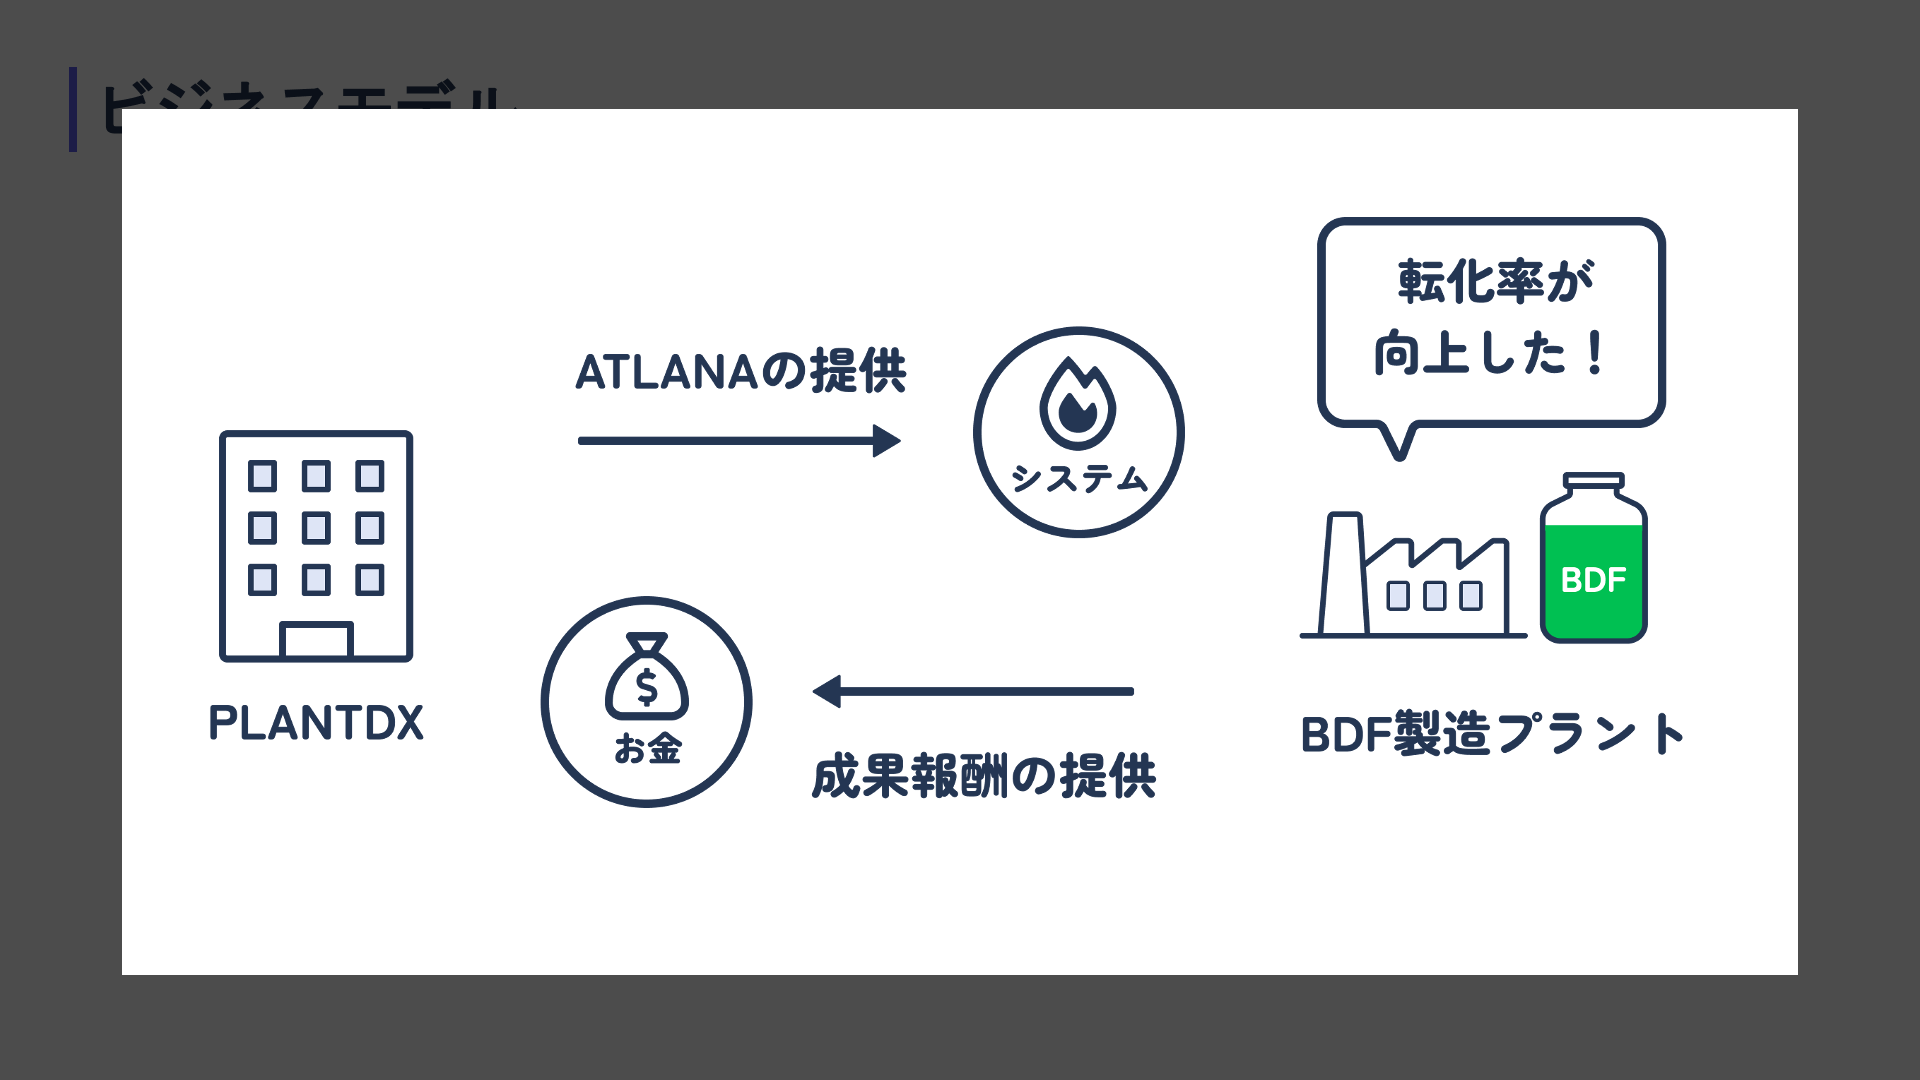 ビジネスモデル
転化率が
向上した！
ATLANAの提供
システム
BDF
$
PLANTDX
お金
成果報酬の提供
BDF製造プラント